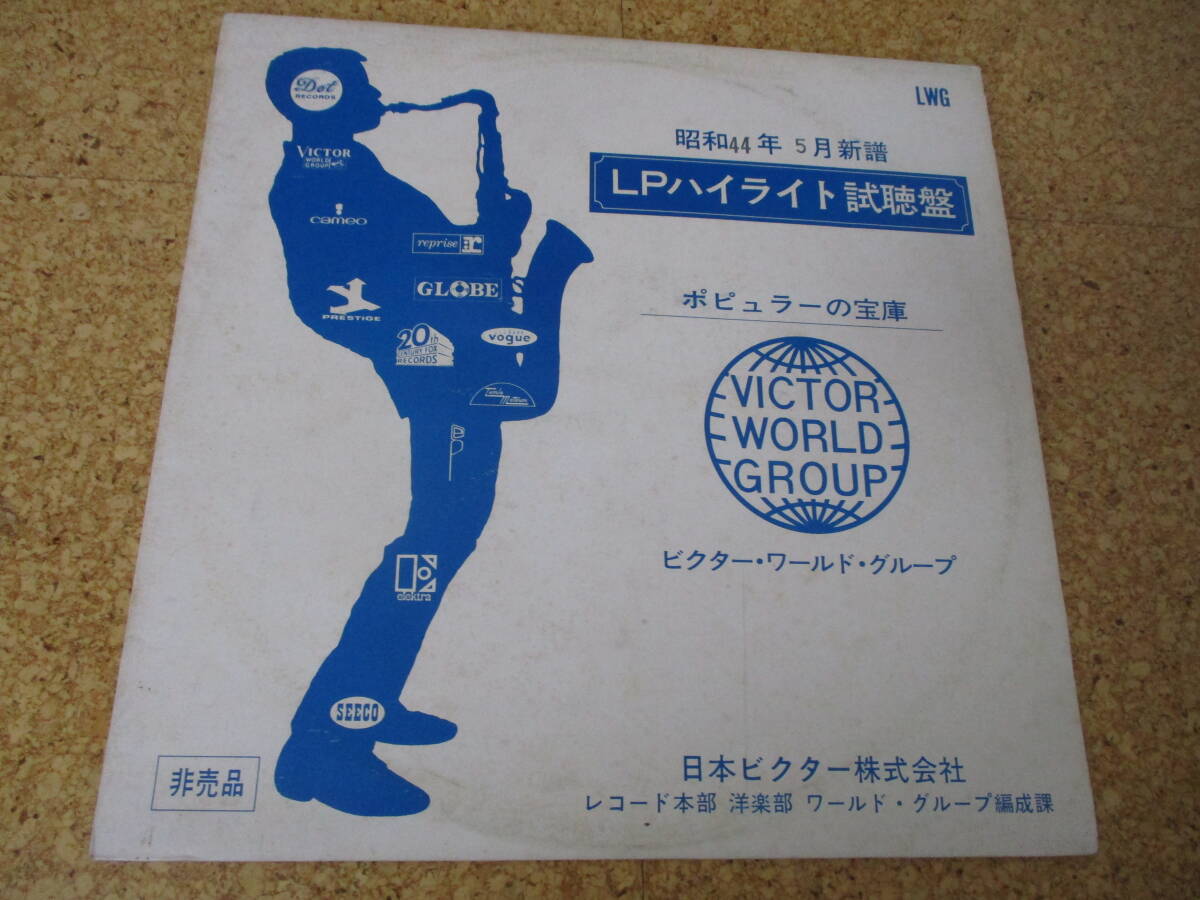 LWG
昭和44年 5月新譜
LPハイライト試聴盤
ポピュラーの宝庫
VICTOR
WORLD
GROUP
ビクター・ワールド・グループ
日本ビクター株式会社
レコード本部 洋楽部 ワールド・グループ編成課
非売品
Dot
RECORDS
VICTOR
WORLD
GROUP
cameo
reprise
GLOBE
PRESTIGE
20th
CENTURY FOX
RECORDS
vogue
Tamla
Motown
elektra
SEECO